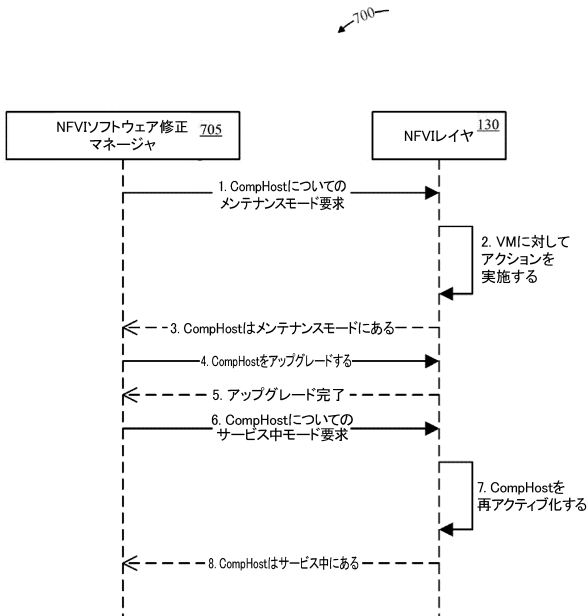 700
NFVIソフトウェア修正 705
マネージャ
NFVIレイヤ 130
1. CompHostについての
メンテナンスモード要求
2. VMに対して
アクションを
実施する
3. CompHostはメンテナンスモードにある
4. CompHostをアップグレードする
5. アップグレード完了
6. CompHostについての
サービス中モード要求
7. CompHostを
再アクティブ化する
8. CompHostはサービス中にある